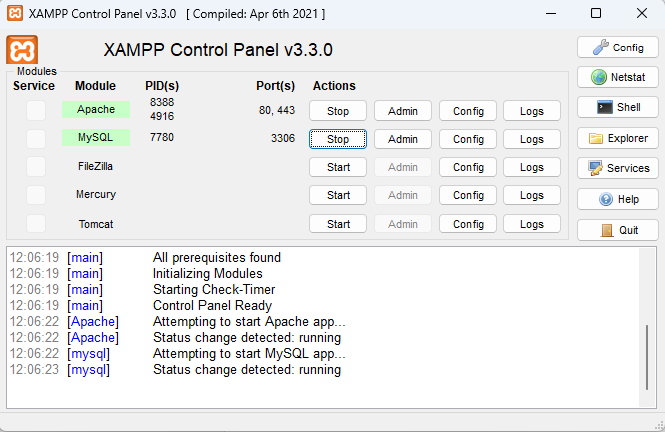 XAMPP Control Panel v3.3.0 [ Compiled: Apr 6th 2021 ]
XAMPP Control Panel v3.3.0
Config
Modules
Service Module PID(s) Port(s) Actions
Netstat
Apache 8388 4916 80, 443 Stop Admin Config Logs
Shell
MySQL 7780 3306 Stop Admin Config Logs
Explorer
FileZilla Start Admin Config Logs
Services
Mercury Start Admin Config Logs
Help
Tomcat Start Admin Config Logs
Quit
12:06:19 [main] All prerequisites found
12:06:19 [main] Initializing Modules
12:06:19 [main] Starting Check-Timer
12:06:19 [main] Control Panel Ready
12:06:22 [Apache] Attempting to start Apache app...
12:06:22 [Apache] Status change detected: running
12:06:22 [mysql] Attempting to start MySQL app...
12:06:23 [mysql] Status change detected: running